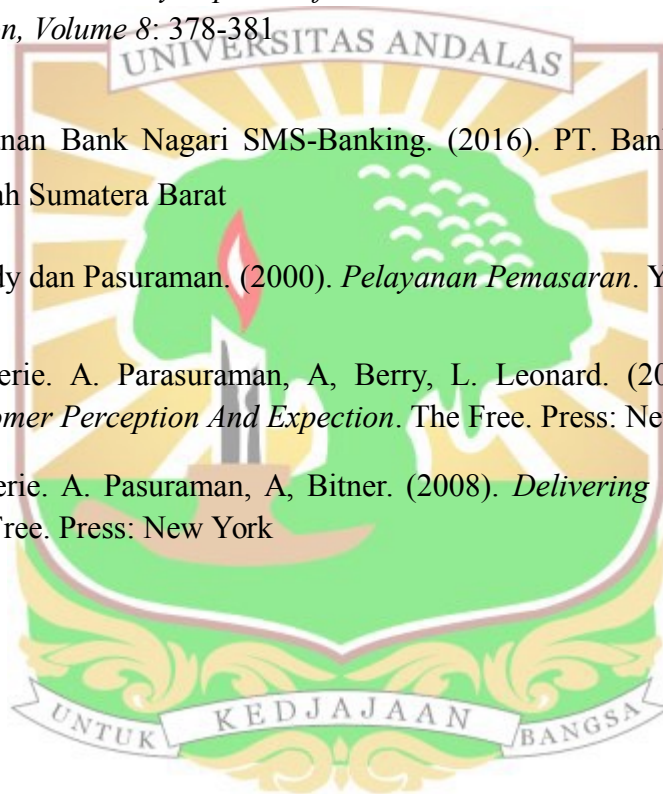 n, Volume 8: 378-381
UNIVERSITAS ANDALAS
nan Bank Nagari SMS-Banking. (2016). PT. Ban
ah Sumatera Barat
dy dan Pasuraman. (2000). Pelayanan Pemasaran. Y
erie. A. Parasuraman, A, Berry, L. Leonard. (20
omer Perception And Expection. The Free. Press: Ne
erie. A. Pasuraman, A, Bitner. (2008). Delivering
Free. Press: New York
UNTUK KEDJAJAAN BANGSA